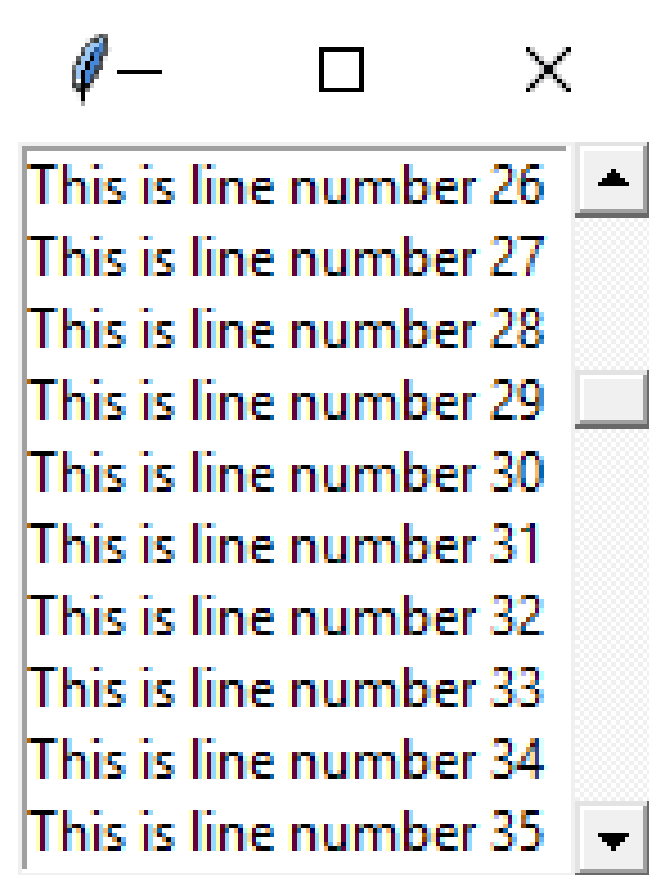 This is line number 26
This is line number 27
This is line number 28
This is line number 29
This is line number 30
This is line number 31
This is line number 32
This is line number 33
This is line number 34
This is line number 35